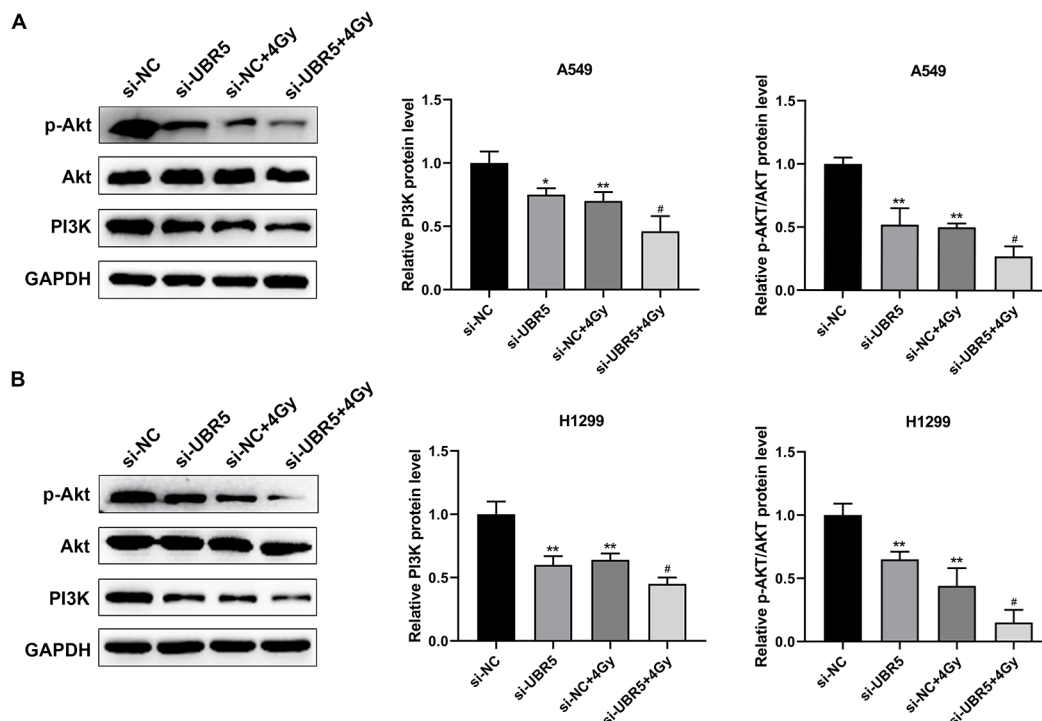 A
si-NC
si-UBR5
si-NC+4Gy
si-UBR5+4Gy
p-Akt
Akt
PI3K
GAPDH
A549
Relative PI3K protein level
1.5
1.0
0.5
0.0
*
**
#
si-NC
si-UBR5
si-NC+4Gy
si-UBR5+4Gy
A549
Relative p-AKT/AKT protein level
1.5
1.0
0.5
0.0
**
**
#
si-NC
si-UBR5
si-NC+4Gy
si-UBR5+4Gy
B
si-NC
si-UBR5
si-NC+4Gy
si-UBR5+4Gy
p-Akt
Akt
PI3K
GAPDH
H1299
Relative PI3K protein level
1.5
1.0
0.5
0.0
**
**
#
si-NC
si-UBR5
si-NC+4Gy
si-UBR5+4Gy
H1299
Relative p-AKT/AKT protein level
1.5
1.0
0.5
0.0
**
**
#
si-NC
si-UBR5
si-NC+4Gy
si-UBR5+4Gy